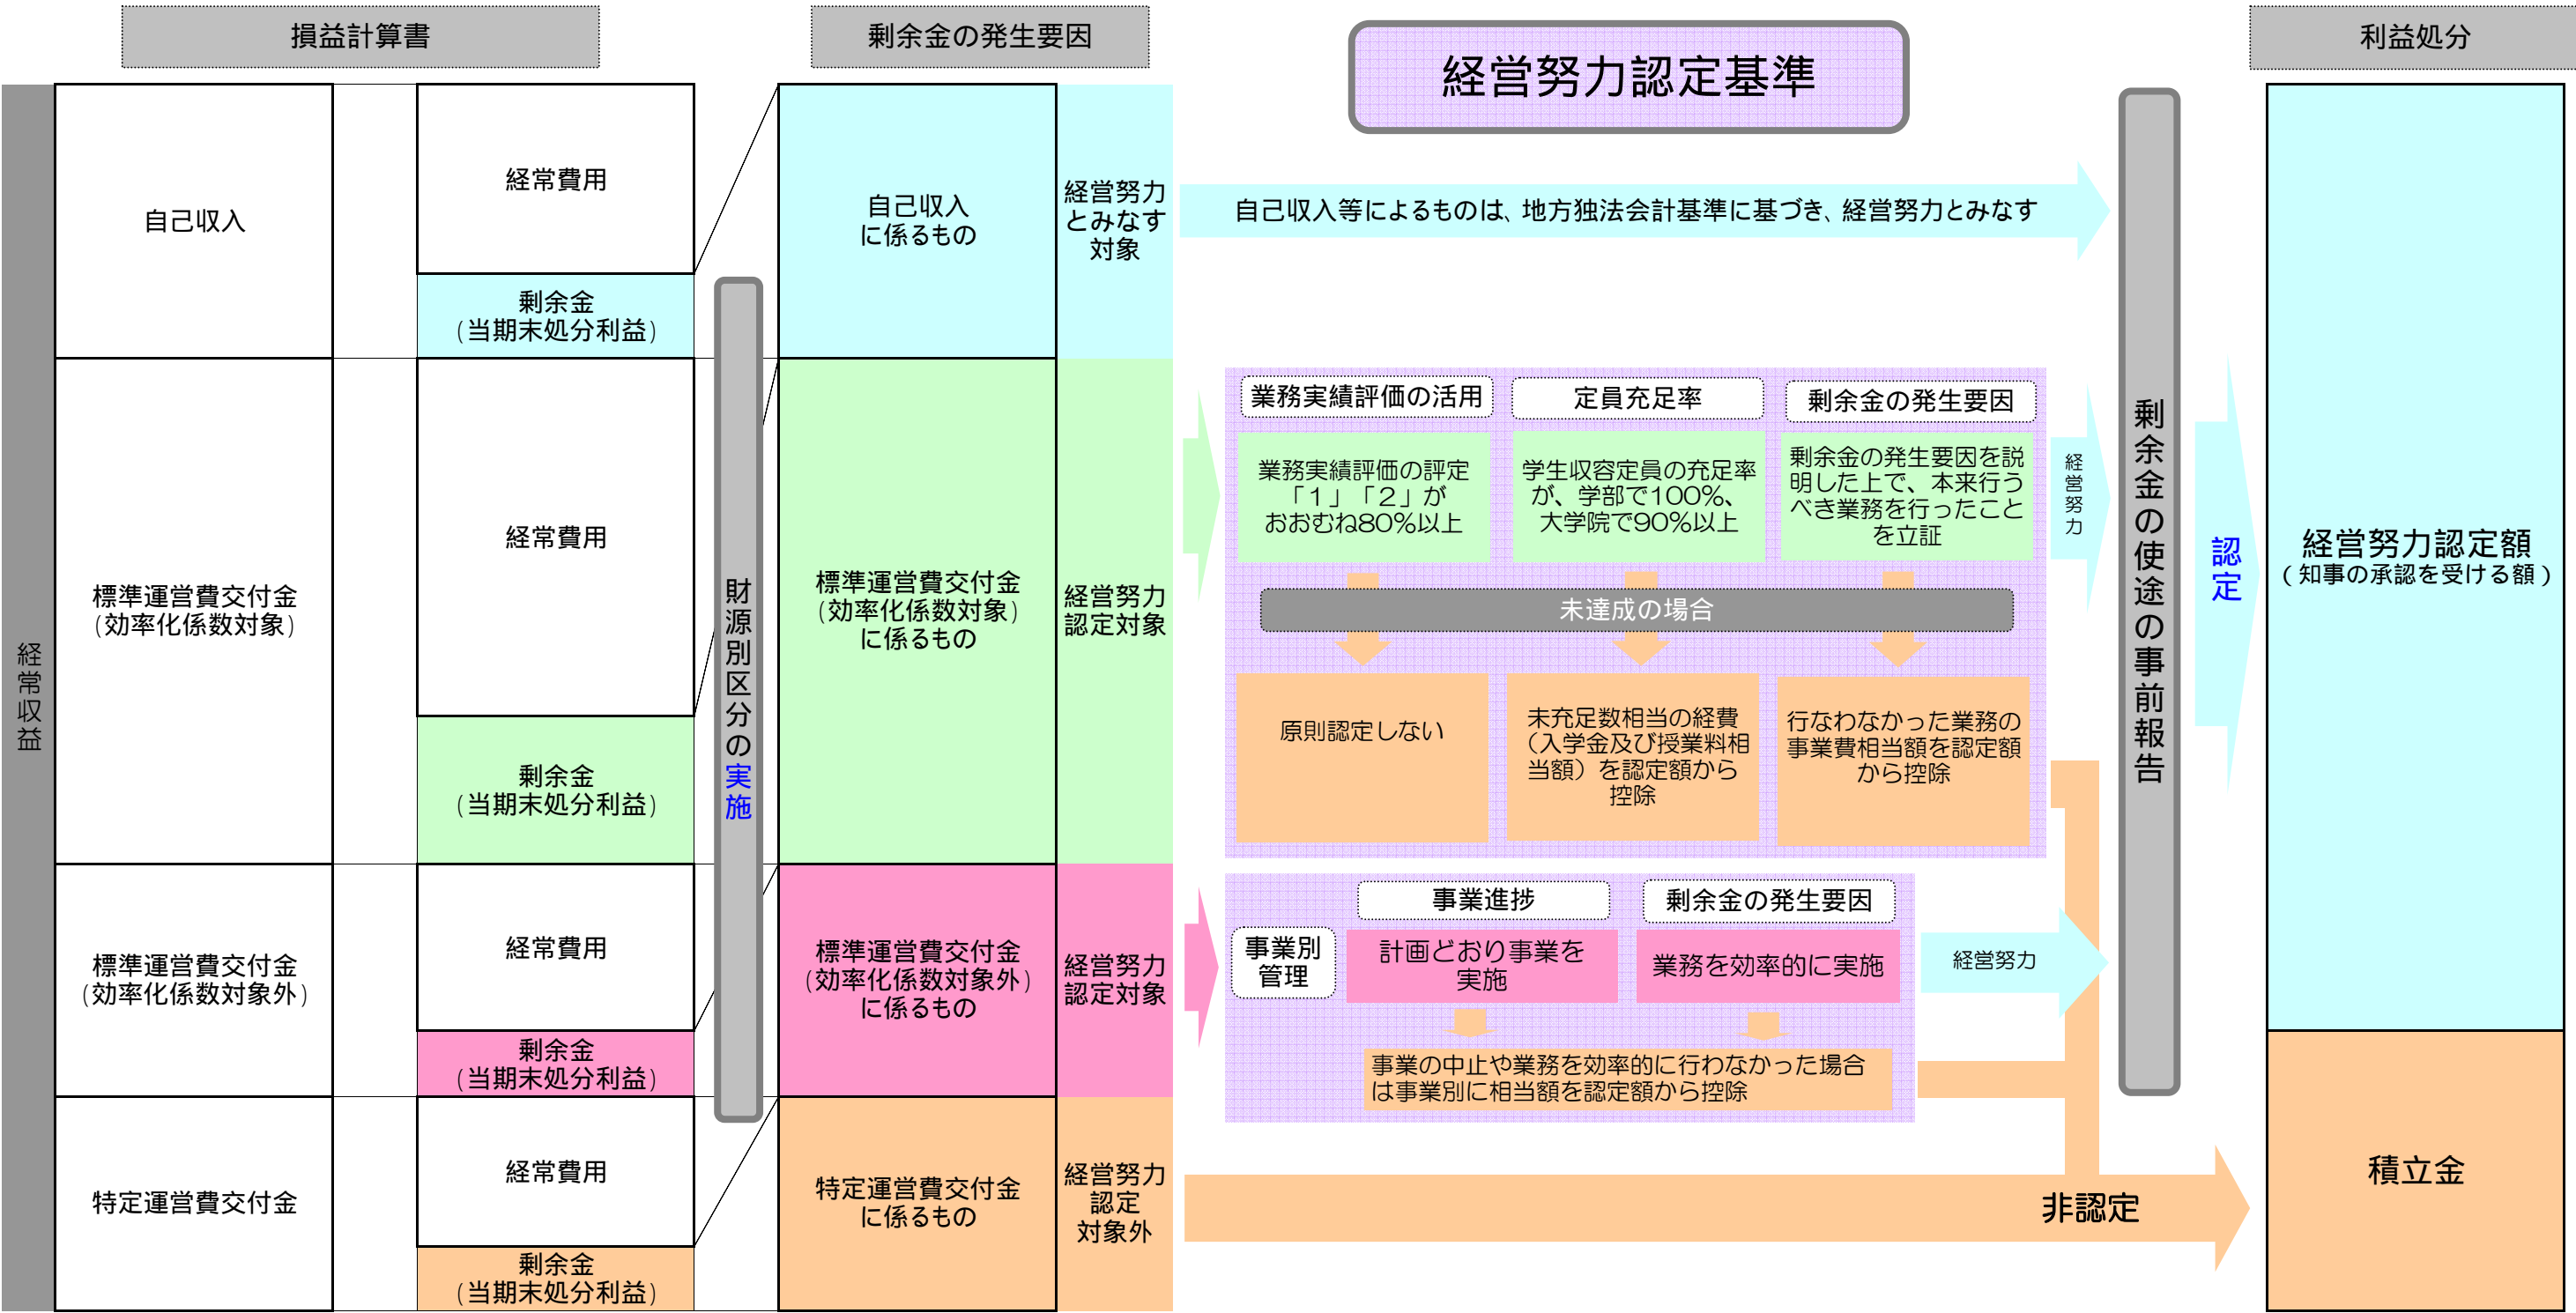 損益計算書
剰余金の発生要因
経営努力認定基準
利益処分
経常収益
自己収入
経常費用
剰余金
(当期末処分利益)
標準運営費交付金
(効率化係数対象)
経常費用
剰余金
(当期末処分利益)
標準運営費交付金
(効率化係数対象外)
経常費用
剰余金
(当期末処分利益)
特定運営費交付金
経常費用
剰余金
(当期末処分利益)
財源別区分の実施
自己収入
に係るもの
経営努力
とみなす
対象
標準運営費交付金
(効率化係数対象)
に係るもの
経営努力
認定対象
標準運営費交付金
(効率化係数対象外)
に係るもの
経営努力
認定対象
特定運営費交付金
に係るもの
経営努力
認定
対象外
自己収入等によるものは、地方独法会計基準に基づき、経営努力とみなす
業務実績評価の活用
業務実績評価の評定
「1」「2」が
おおむね80%以上
定員充足率
学生収容定員の充足率
が、学部で100%、
大学院で90%以上
剰余金の発生要因
剰余金の発生要因を説
明した上で、本来行う
べき業務を行ったこと
を立証
未達成の場合
原則認定しない
未充足数相当の経費
(入学金及び授業料相
当額)を認定額から
控除
行なわなかった業務の
事業費相当額を認定額
から控除
経営努力
事業別
管理
事業進捗
計画どおり事業を
実施
剰余金の発生要因
業務を効率的に実施
事業の中止や業務を効率的に行わなかった場合
は事業別に相当額を認定額から控除
経営努力
非認定
剰余金の使途の事前報告
認定
経営努力認定額
(知事の承認を受ける額)
積立金